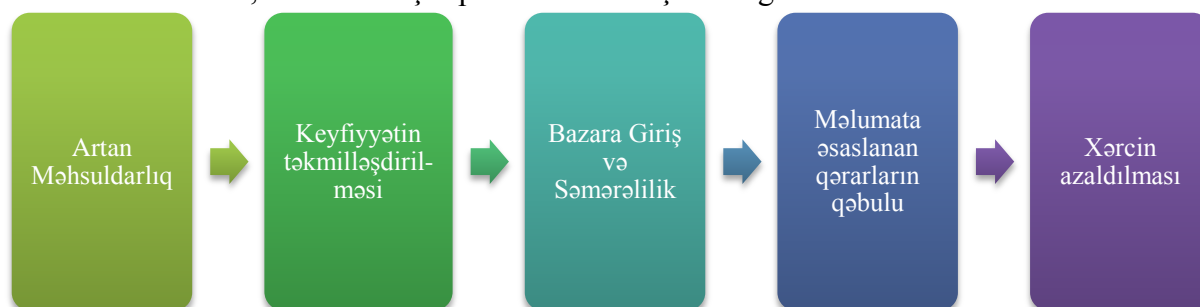 Artan
Məhsuldarlıq
Keyfiyyətin
təkmilləşdiril-
məsi
Bazara Giriş
və
Səmərəlilik
Məlumata
əsaslanan
qərarların
qəbulu
Xərcin
azaldılması